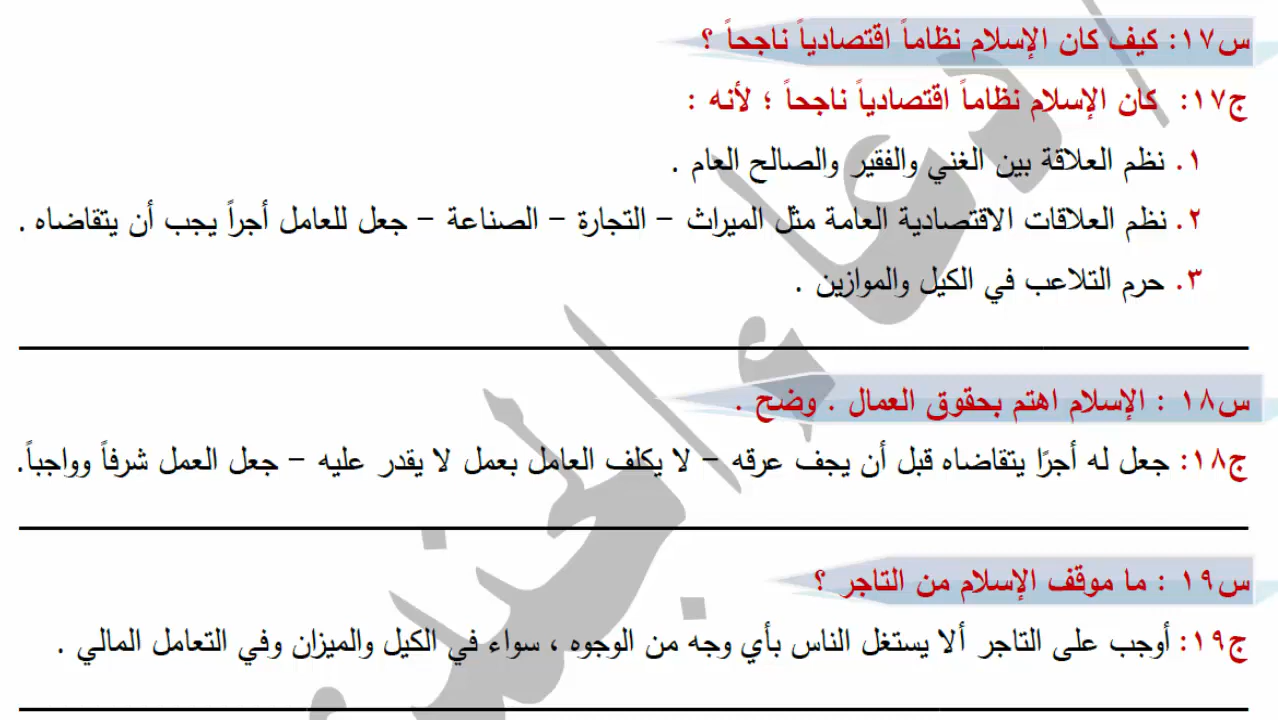 س١٧: كيف كان الإسلام نظاماً اقتصادياً ناجحاً ؟
ج١٧: كان الإسلام نظاماً اقتصادياً ناجحاً ؛ لأنه :
١. نظم العلاقة بين الغني والفقير والصالح العام .
٢. نظم العلاقات الاقتصادية العامة مثل الميراث – التجارة – الصناعة – جعل للعامل أجراً يجب أن يتقاضاه .
٣. حرم التلاعب في الكيل والموازين .
س١٨ : الإسلام اهتم بحقوق العمال . وضح .
ج١٨: جعل له أجرًا يتقاضاه قبل أن يجف عرقه – لا يكلف العامل بعمل لا يقدر عليه – جعل العمل شرفاً وواجباً.
س١٩ : ما موقف الإسلام من التاجر ؟
ج١٩: أوجب على التاجر ألا يستغل الناس بأي وجه من الوجوه ، سواء في الكيل والميزان وفي التعامل المالي .